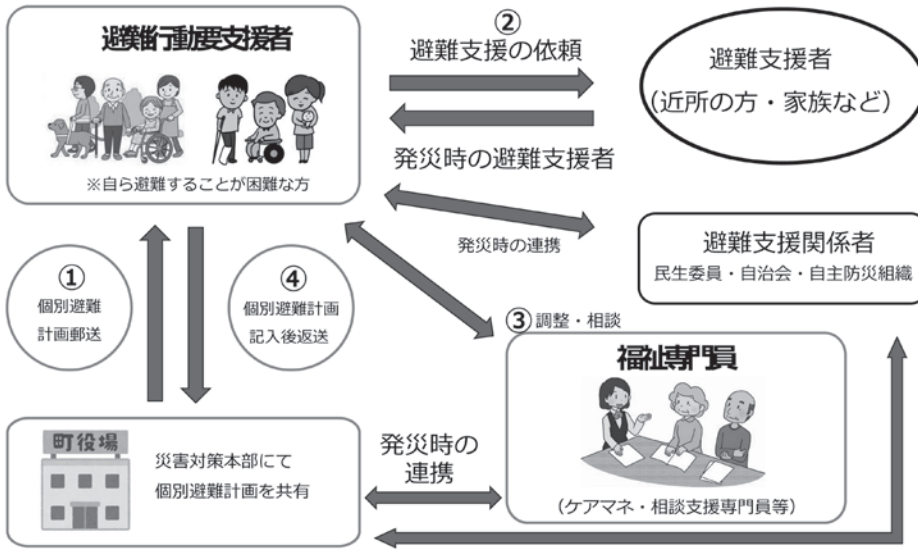 避難行動要支援者
※自ら避難することが困難な方
②
避難支援の依頼
発災時の避難支援者
避難支援者
(近所の方・家族など)
発災時の連携
避難支援関係者
民生委員・自治会・自主防災組織
①
個別避難
計画郵送
④
個別避難計画
記入後返送
③調整・相談
福祉専門員
(ケアマネ・相談支援専門員等)
町役場
災害対策本部にて
個別避難計画を共有
発災時の
連携